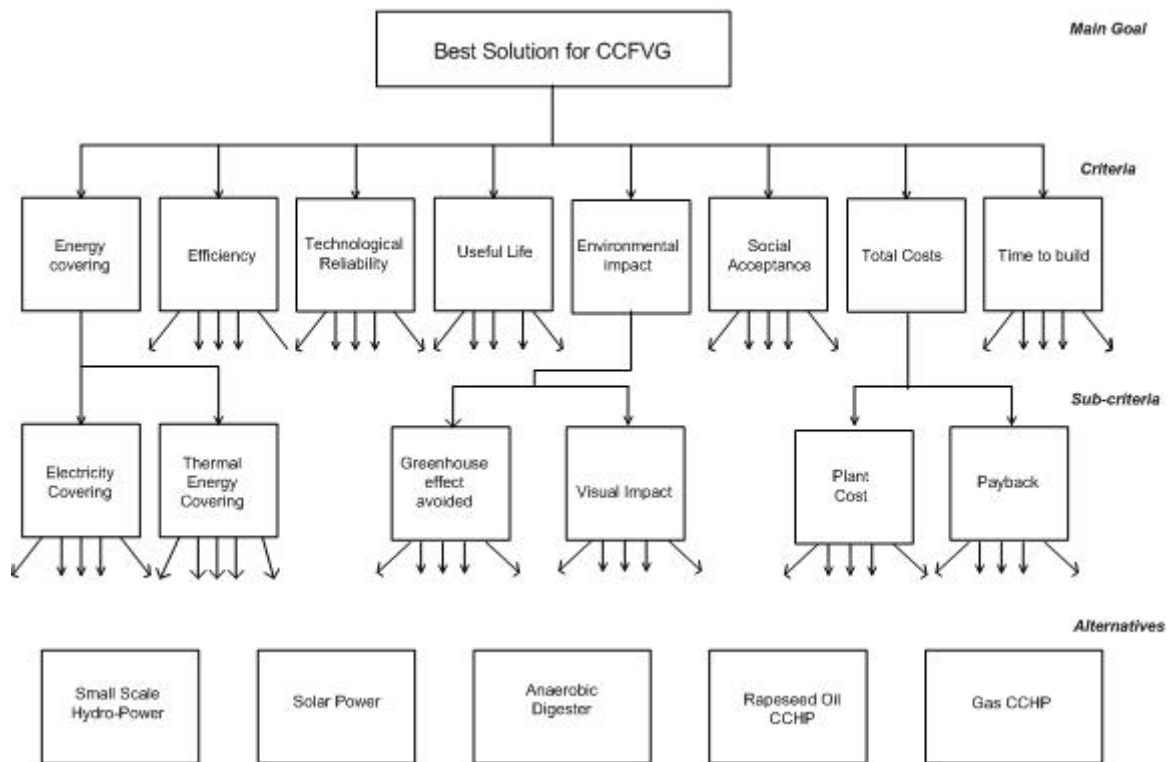 Main Goal
Best Solution for CCFVG
Criteria
Energy
covering
Efficiency
Technological
Reliability
Useful Life
Environmental
impact
Social
Acceptance
Total Costs
Time to build
Sub-criteria
Electricity
Covering
Thermal
Energy
Covering
Greenhouse
effect
avoided
Visual Impact
Plant
Cost
Payback
Alternatives
Small Scale
Hydro-Power
Solar Power
Anaerobic
Digester
Rapeseed Oil
CCHP
Gas CCHP